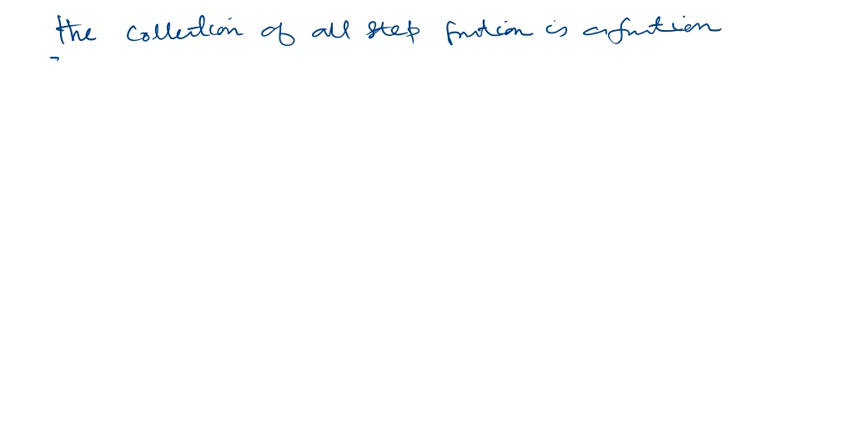 the collection of all step function is a function